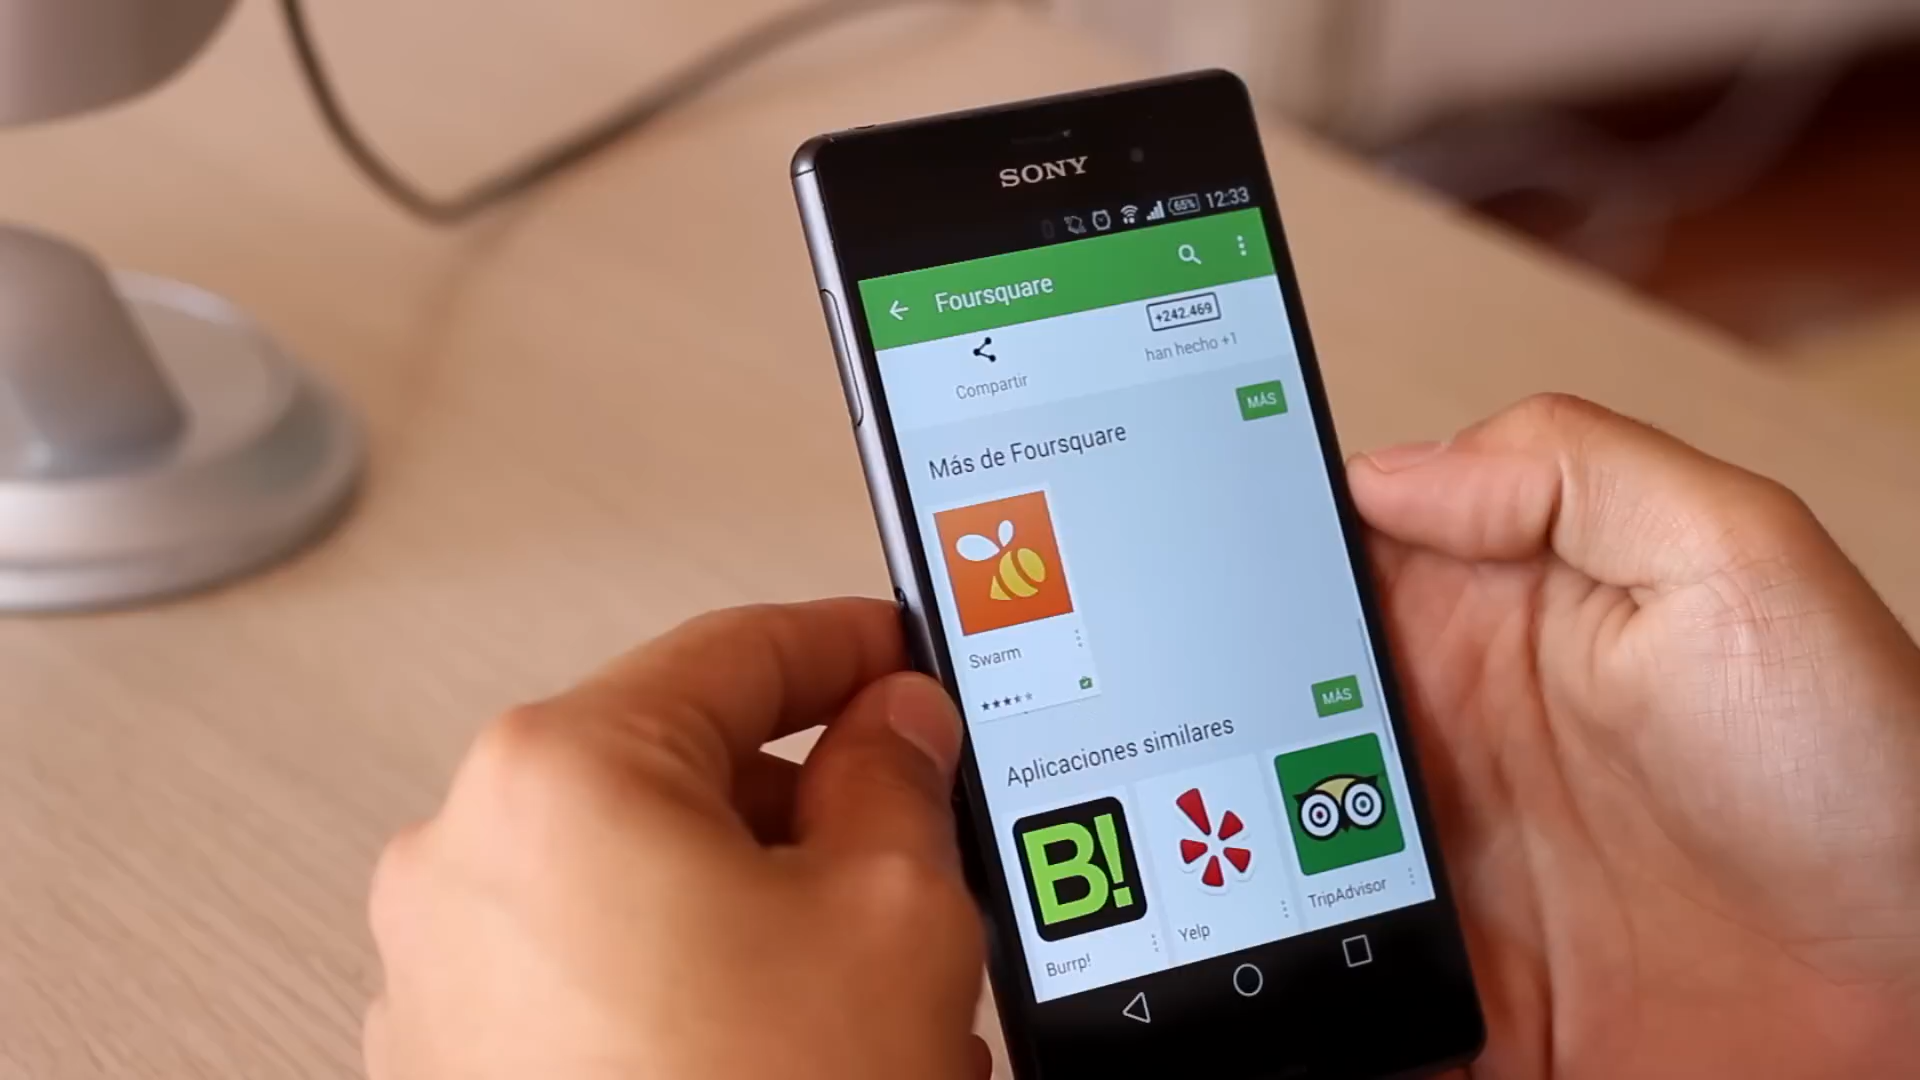 SONY
65% 12:33
Foursquare
+242.469
Compartir
han hecho +1
Más de Foursquare
MÁS
Swarm
Aplicaciones similares
MÁS
B!
Burrp!
Yelp
TripAdvisor